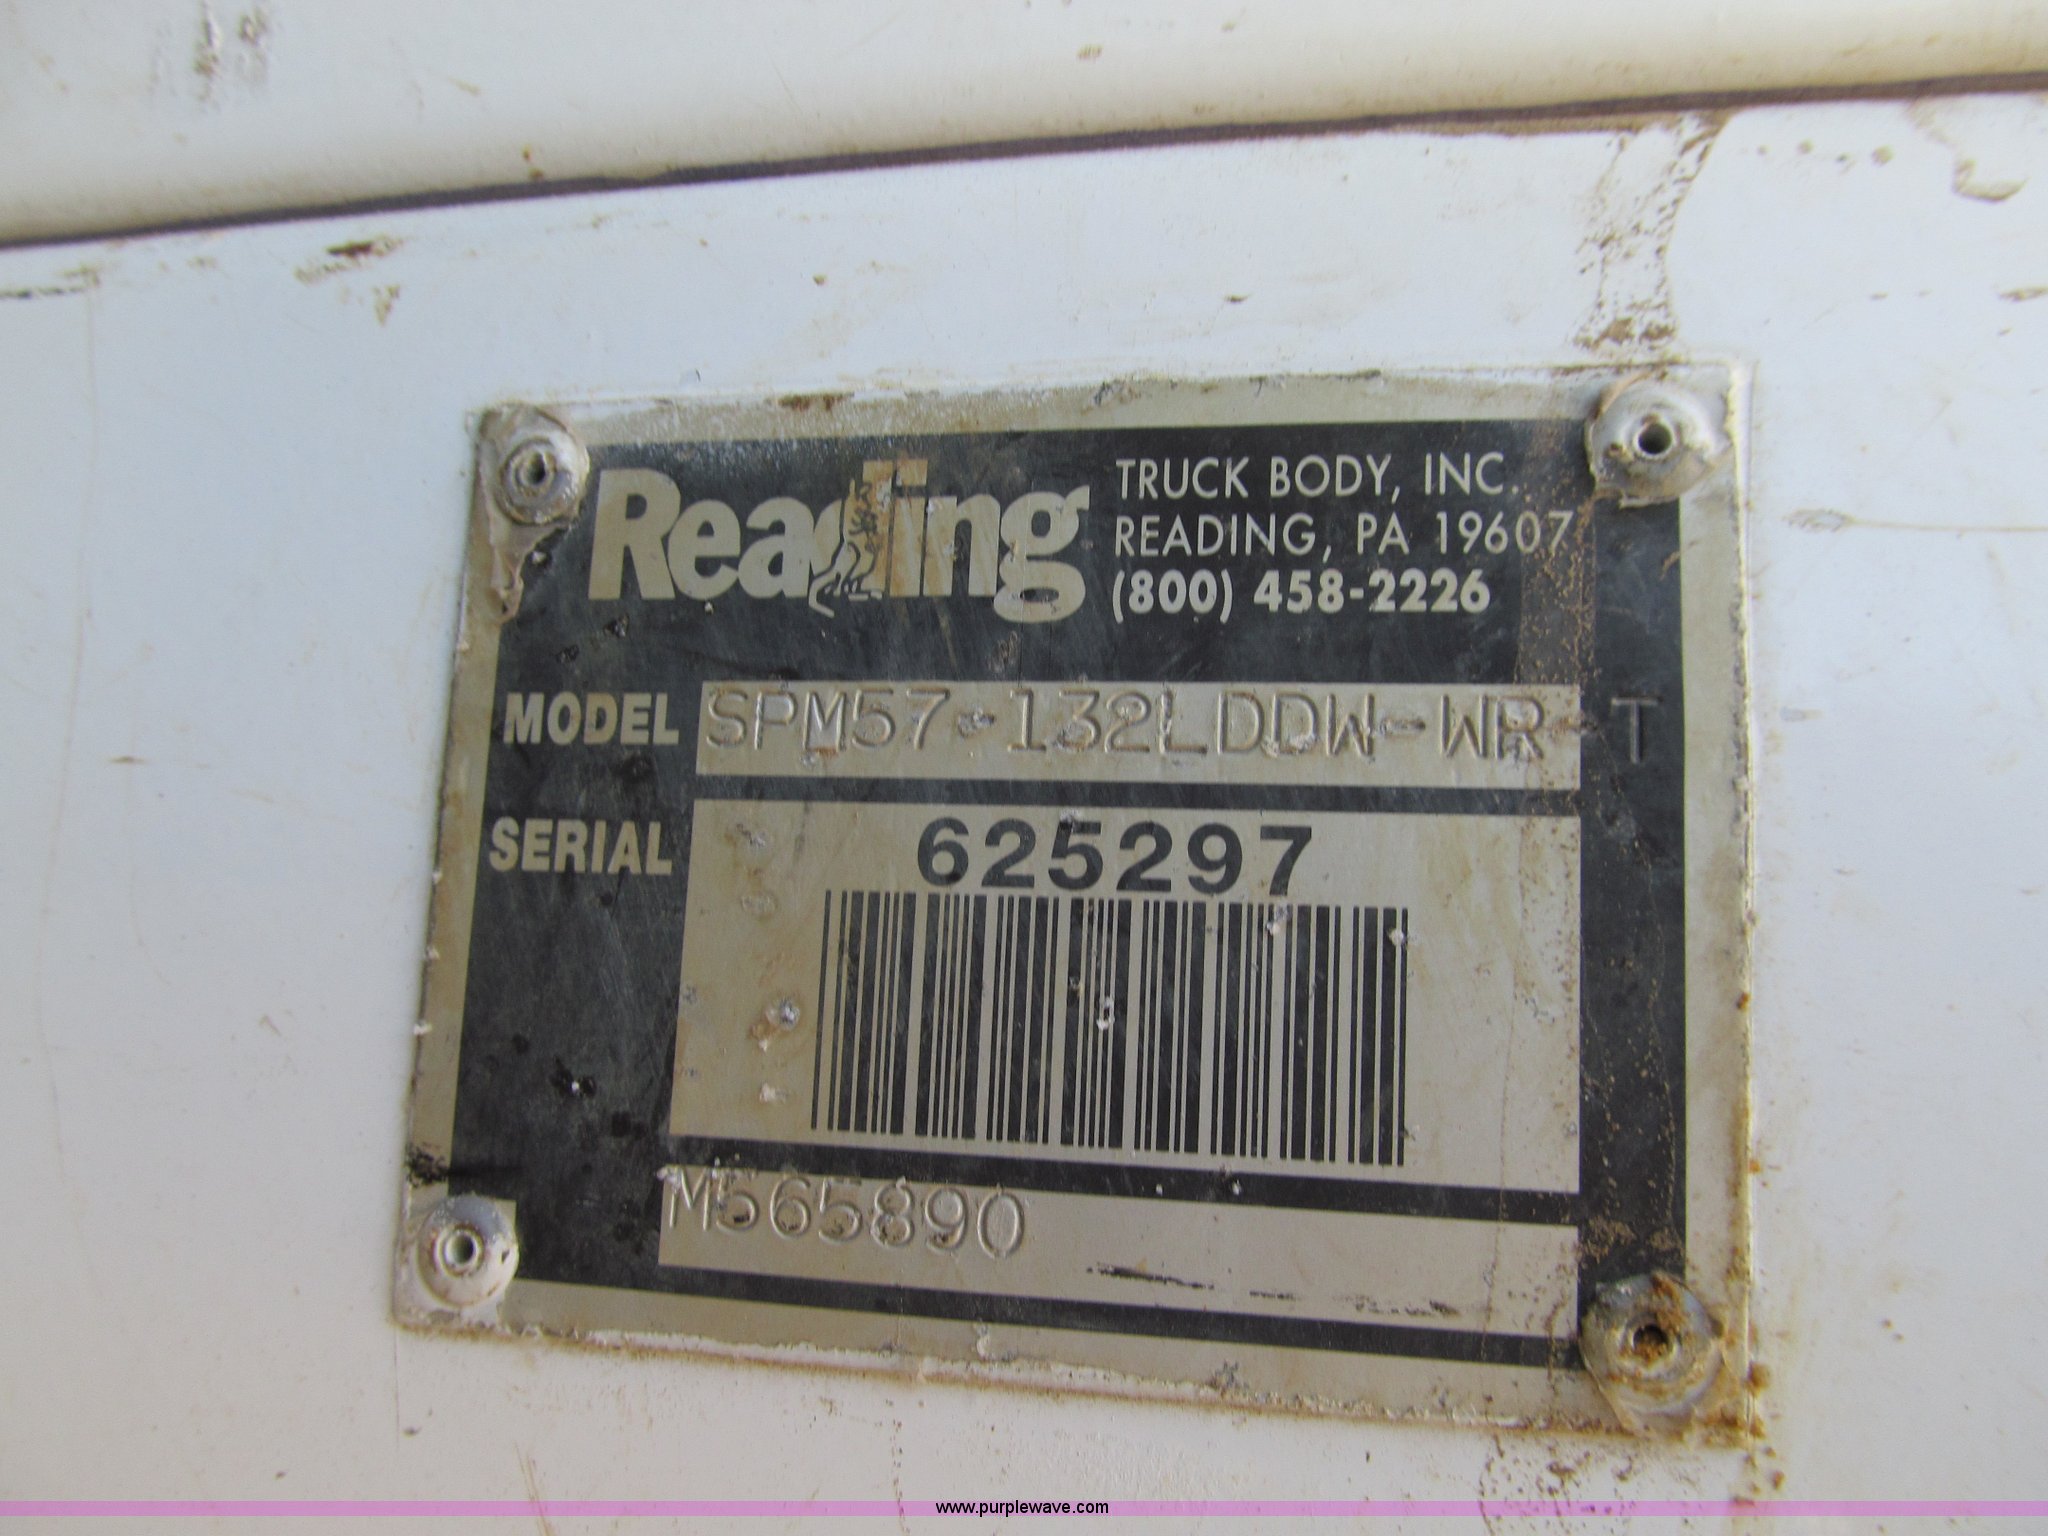 Reading
TRUCK BODY, INC.
READING, PA 19607
(800) 458-2226
MODEL SPM57-132LDDW-WR-T
SERIAL 625297
M565890
www.purplewave.com